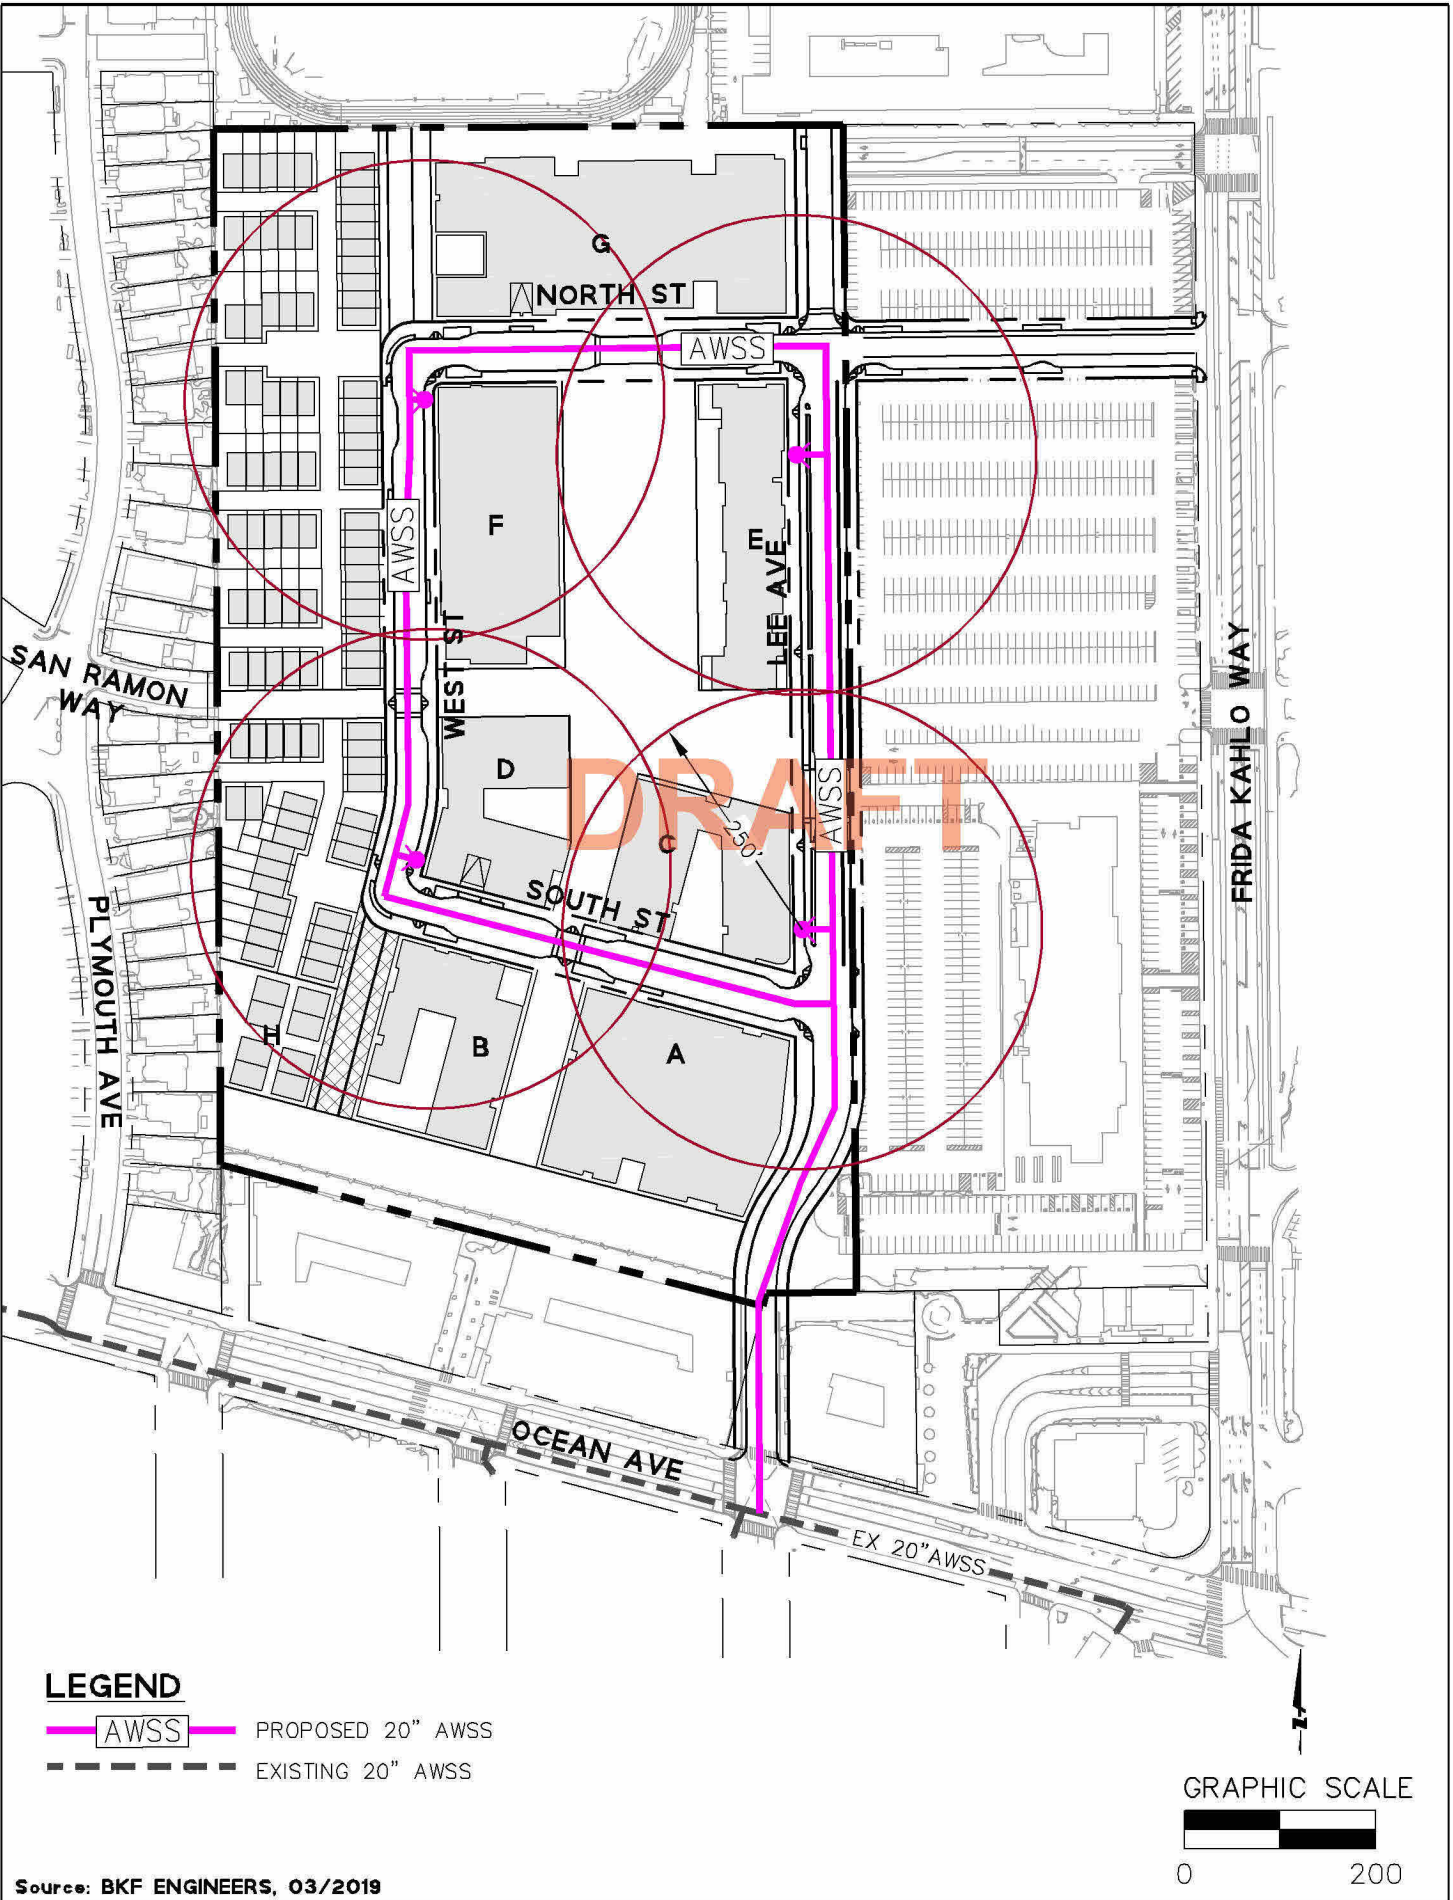 G
NORTH ST
AWSS
F
E
AWSS
LEE AVE
WEST ST
SAN RAMON
WAY
FRIDA KAHLO WAY
D
DRAFT
AWSS
C
250'
SOUTH ST
PLYMOUTH AVE
H
B
A
OCEAN AVE
EX 20"AWSS
LEGEND
AWSS PROPOSED 20" AWSS
EXISTING 20" AWSS
Z
GRAPHIC SCALE
0 200
Source: BKF ENGINEERS, 03/2019